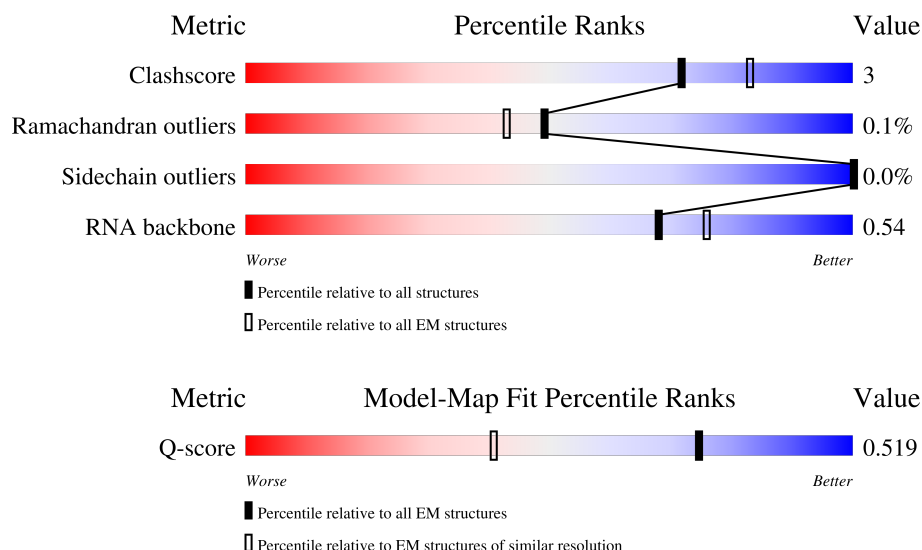 Metric Percentile Ranks Value
Clashscore 3
Ramachandran outliers 0.1%
Sidechain outliers 0.0%
RNA backbone 0.54
Worse Better
Percentile relative to all structures
Percentile relative to all EM structures
Metric Model-Map Fit Percentile Ranks Value
Q-score 0.519
Worse Better
Percentile relative to all EM structures
Percentile relative to EM structures of similar resolution